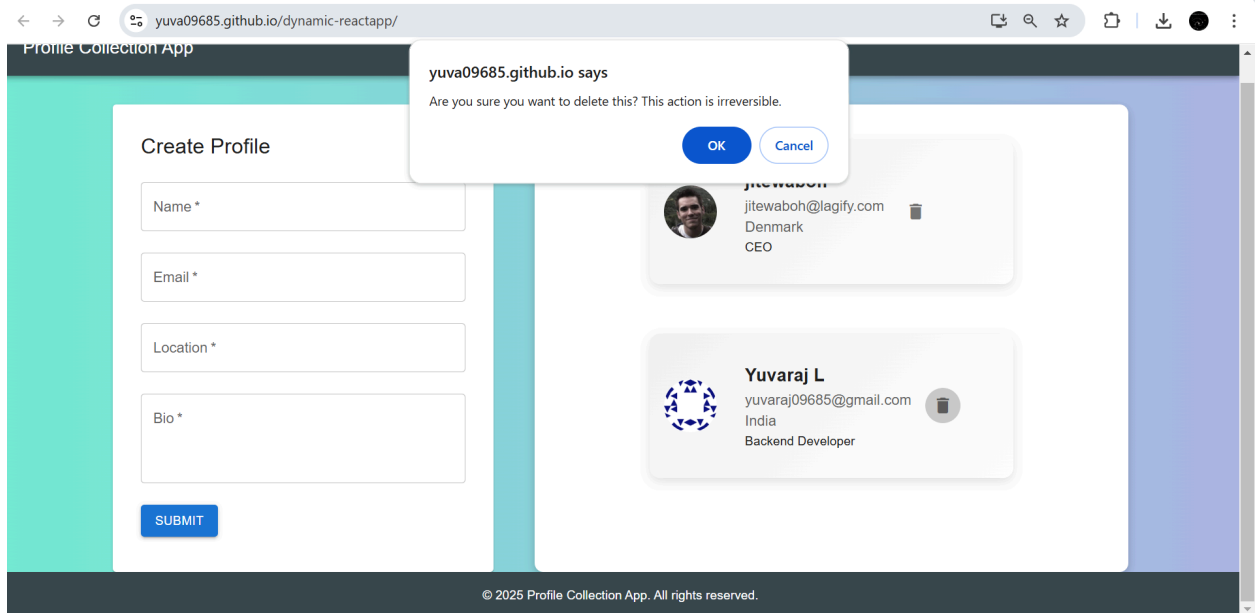 yuva09685.github.io/dynamic-reactapp/
Profile Collection App
yuva09685.github.io says
Are you sure you want to delete this? This action is irreversible.
OK
Cancel
Create Profile
Name *
Email *
Location *
Bio *
SUBMIT
jitewaboh
jitewaboh@lagify.com
Denmark
CEO
Yuvaraj L
yuvaraj09685@gmail.com
India
Backend Developer
© 2025 Profile Collection App. All rights reserved.